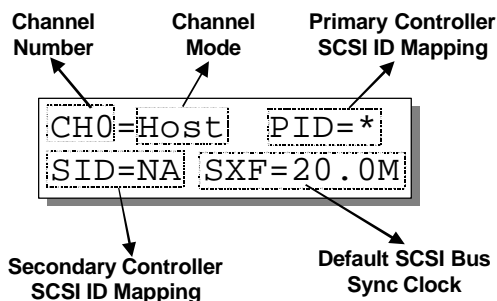 Channel
Number
Channel
Mode
Primary Controller
SCSI ID Mapping
CH0=Host PID=*
SID=NA SXF=20.0M
Secondary Controller
SCSI ID Mapping
Default SCSI Bus
Sync Clock